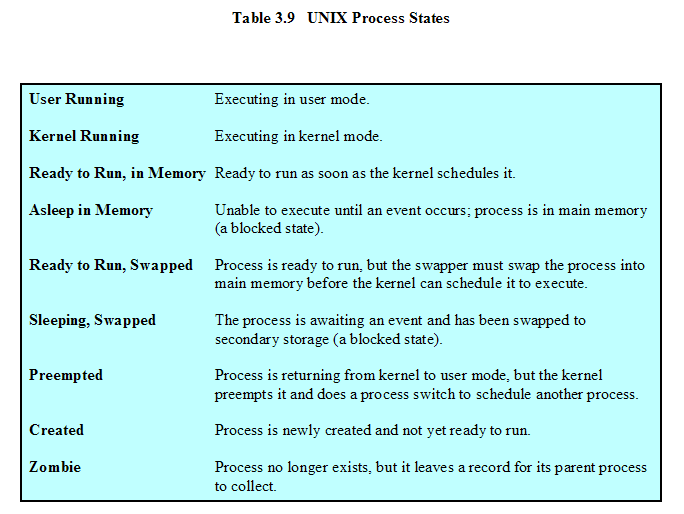 Table 3.9 UNIX Process States
User Running Executing in user mode.
Kernel Running Executing in kernel mode.
Ready to Run, in Memory Ready to run as soon as the kernel schedules it.
Asleep in Memory Unable to execute until an event occurs; process is in main memory
(a blocked state).
Ready to Run, Swapped Process is ready to run, but the swapper must swap the process into
main memory before the kernel can schedule it to execute.
Sleeping, Swapped The process is awaiting an event and has been swapped to
secondary storage (a blocked state).
Preempted Process is returning from kernel to user mode, but the kernel
preempts it and does a process switch to schedule another process.
Created Process is newly created and not yet ready to run.
Zombie Process no longer exists, but it leaves a record for its parent process
to collect.